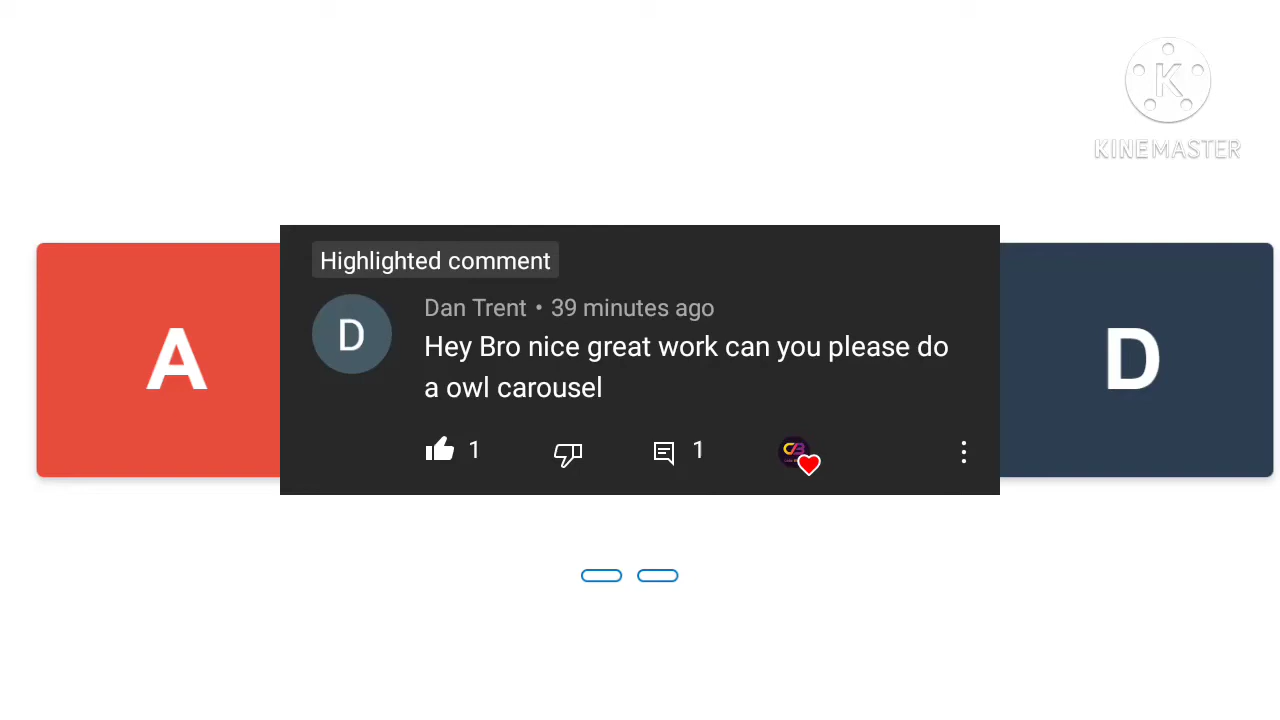 K
KINEMASTER
Highlighted comment
Dan Trent • 39 minutes ago
D
Hey Bro nice great work can you please do
a owl carousel
A
D
1
1
CB